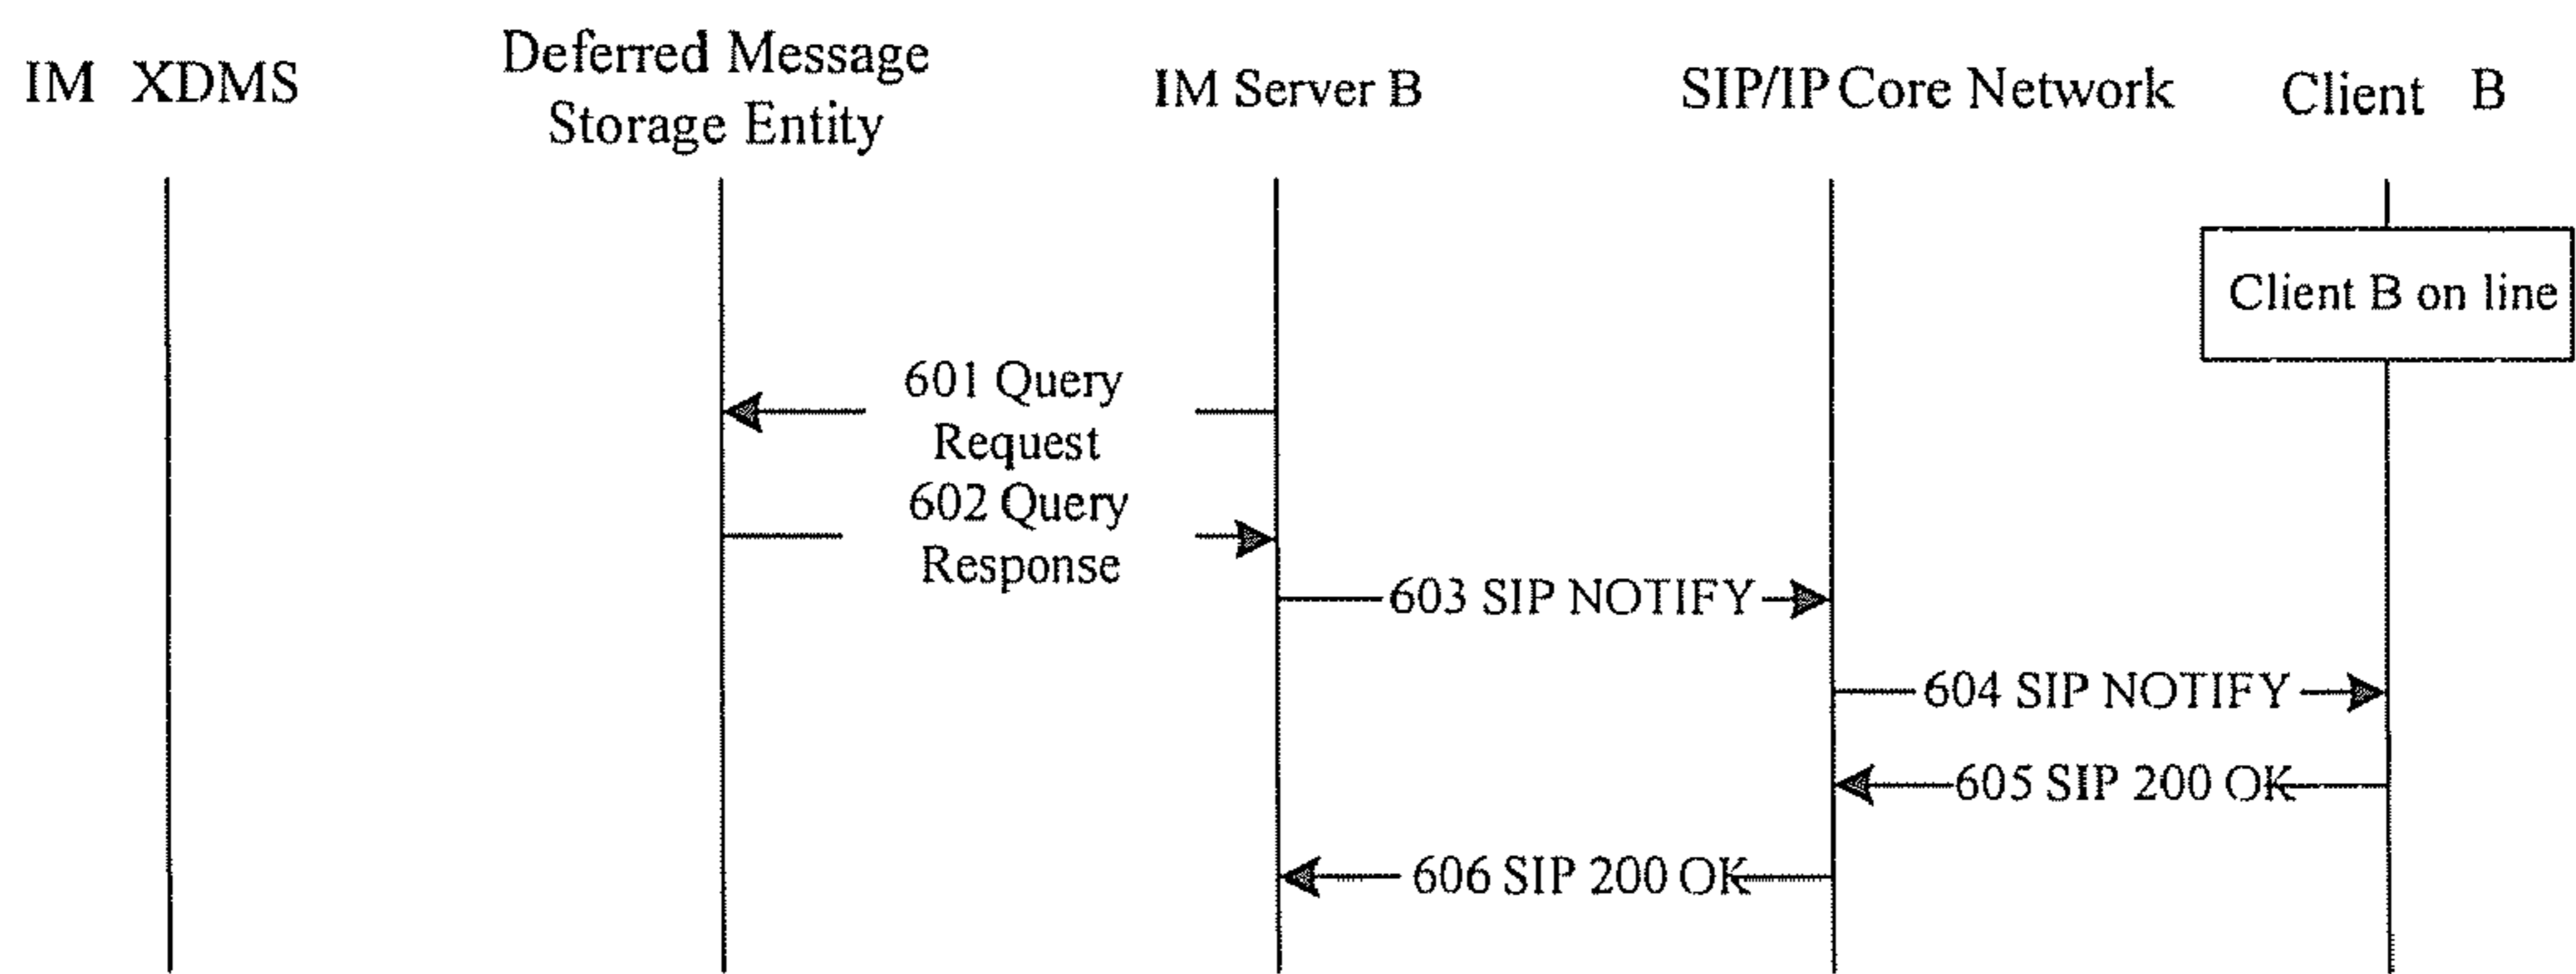 IM XDMS
Deferred Message
Storage Entity
IM Server B
SIP/IP Core Network
Client B
Client B on line
601 Query
Request
602 Query
Response
603 SIP NOTIFY
604 SIP NOTIFY
605 SIP 200 OK
606 SIP 200 OK